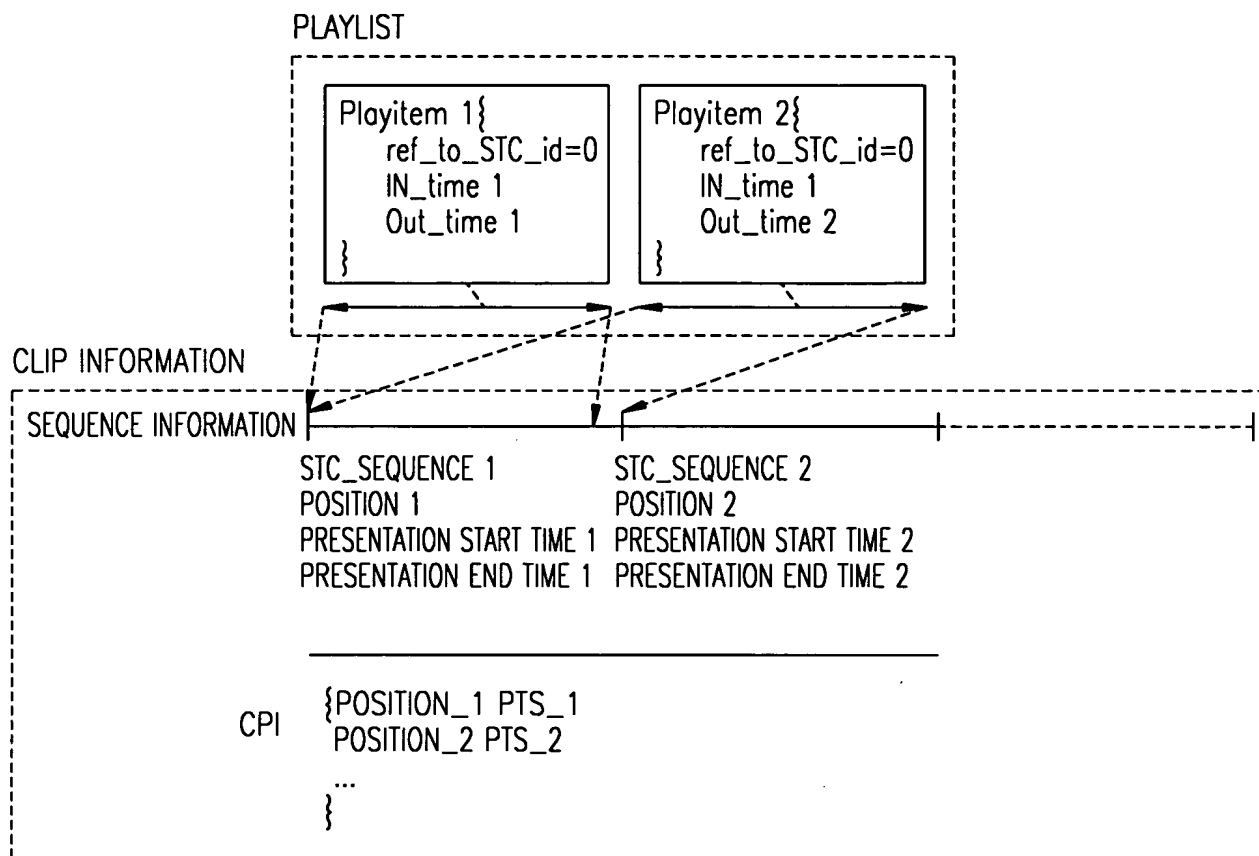 PLAYLIST
Playitem 1{
ref_to_STC_id=0
IN_time 1
Out_time 1
}
Playitem 2{
ref_to_STC_id=0
IN_time 1
Out_time 2
}
CLIP INFORMATION
SEQUENCE INFORMATION
STC_SEQUENCE 1
POSITION 1
PRESENTATION START TIME 1
PRESENTATION END TIME 1
STC_SEQUENCE 2
POSITION 2
PRESENTATION START TIME 2
PRESENTATION END TIME 2
CPI
{POSITION_1 PTS_1
POSITION_2 PTS_2
...
}